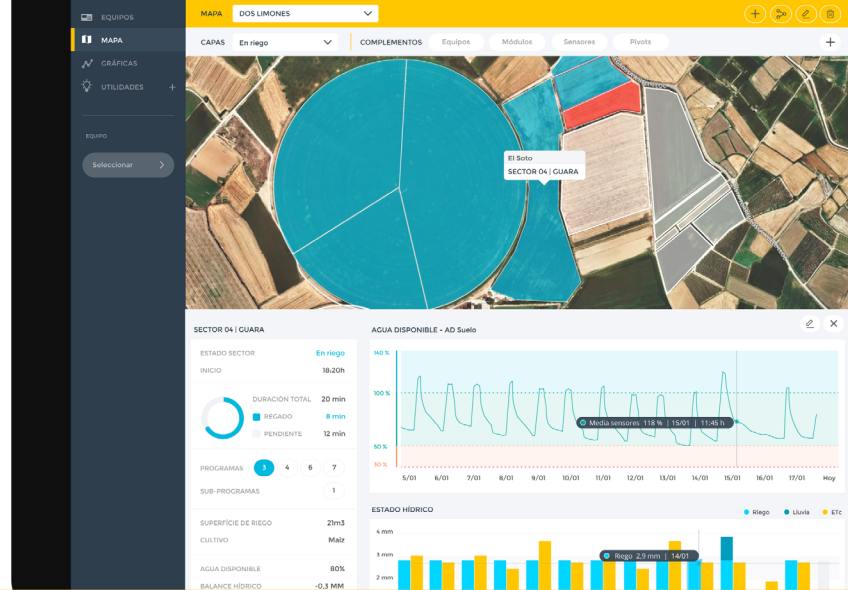 EQUIPOS
MAPA
GRÁFICAS
UTILIDADES +
EQUIPO
Seleccionar
MAPA DOS LIMONES
CAPAS En riego COMPLEMENTOS Equipos Módulos Sensores Pivots
El Soto
SECTOR 04 | GUARA
SECTOR 04 | GUARA
ESTADO SECTOR En riego
INICIO 18:20h
DURACIÓN TOTAL 20 min
REGADO 8 min
PENDIENTE 12 min
PROGRAMAS 3 4 6 7
SUB-PROGRAMAS 1
SUPERFÍCIE DE RIEGO 21m3
CULTIVO Maiz
AGUA DISPONIBLE 80%
BALANCE HÍDRICO -0,3 MM
AGUA DISPONIBLE - AD Suelo
140 %
100 %
Media sensores 118 % | 15/01 | 11:45 h
50 %
30 %
5/01 6/01 7/01 8/01 9/01 10/01 11/01 12/01 13/01 14/01 15/01 16/01 17/01 Hoy
ESTADO HÍDRICO
Riego Lluvia ETc
4 mm
3 mm
Riego 2,9 mm | 14/01
2 mm